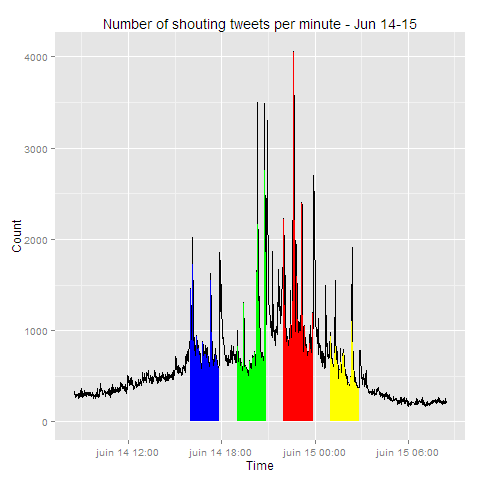 Number of shouting tweets per minute - Jun 14-15
Count
4000
3000
2000
1000
0
juin 14 12:00
juin 14 18:00
juin 15 00:00
juin 15 06:00
Time